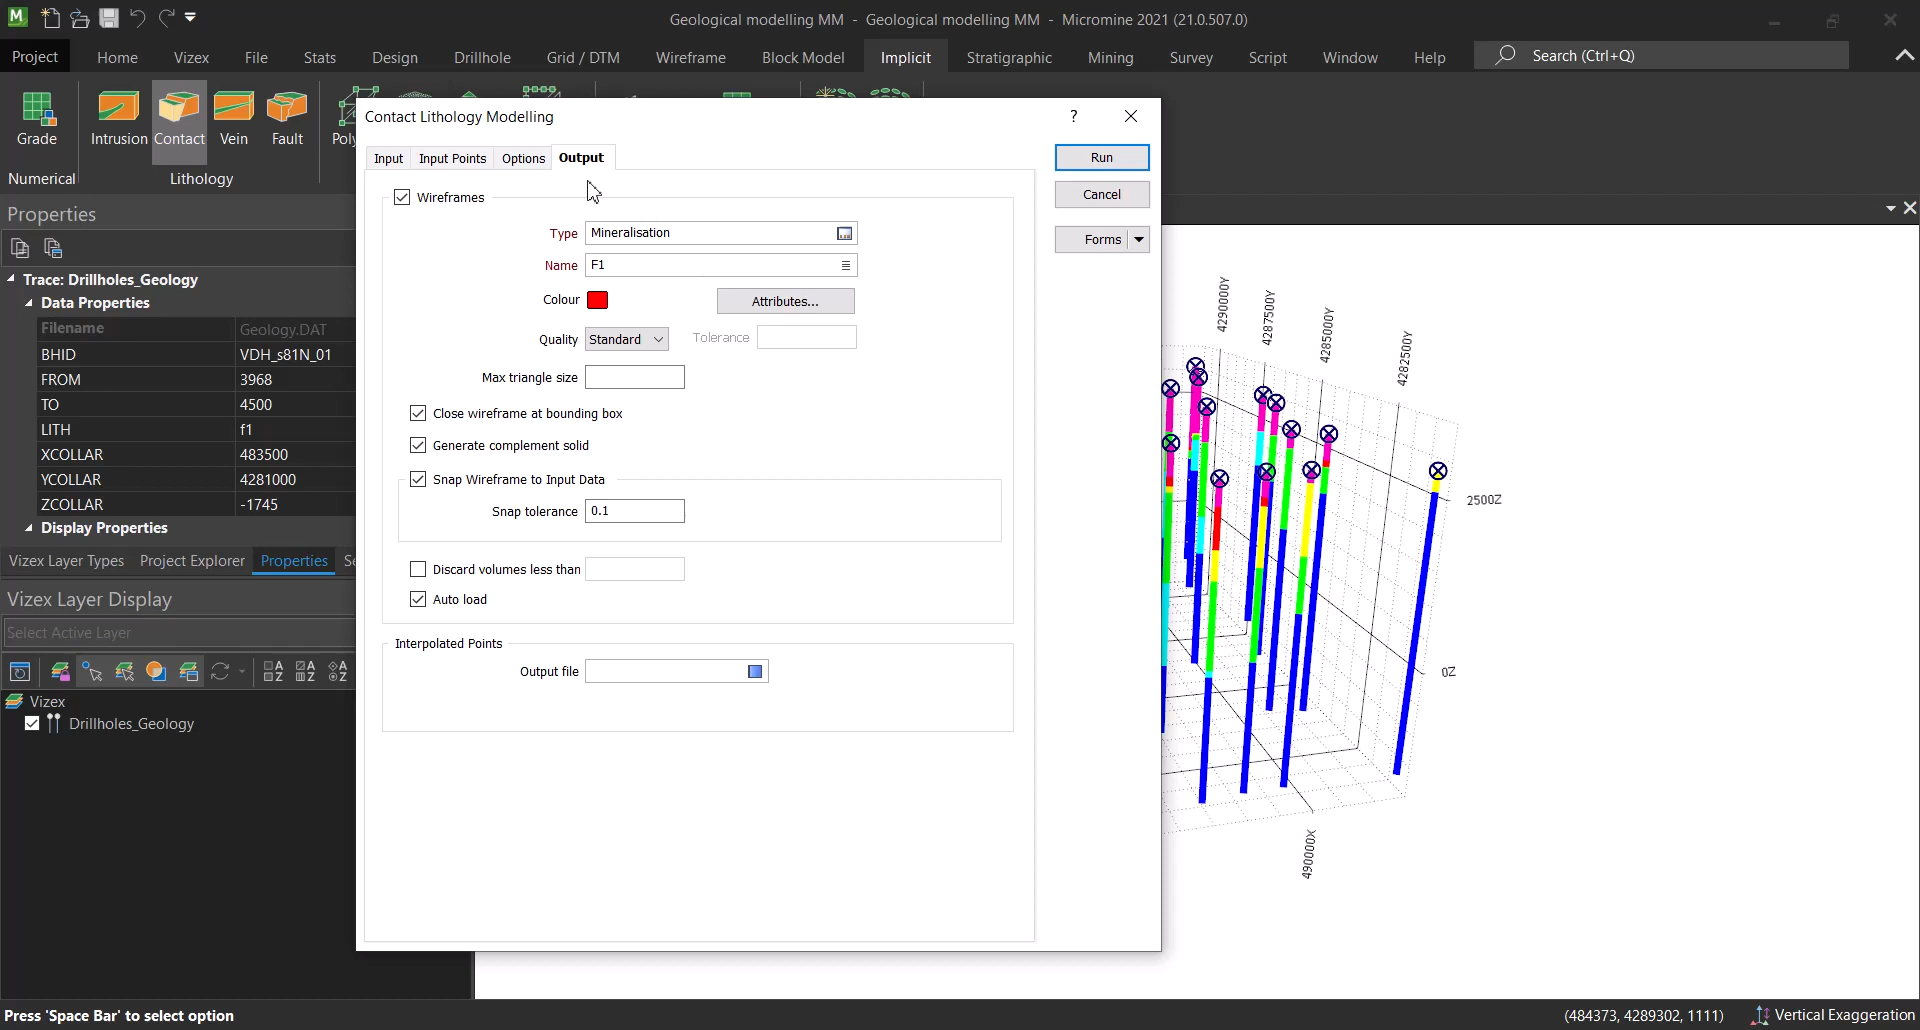 M
Geological modelling MM - Geological modelling MM - Micromine 2021 (21.0.507.0)
Project Home Vizex File Stats Design Drillhole Grid / DTM Wireframe Block Model Implicit Stratigraphic Mining Survey Script Window Help Search (Ctrl+Q)
Grade Intrusion Contact Vein Fault
Numerical Lithology
Contact Lithology Modelling ?
Input Input Points Options Output
Run
Cancel
Forms
Wireframes
Type Mineralisation
Name F1
Colour Attributes...
Quality Standard Tolerance
Max triangle size
Close wireframe at bounding box
Generate complement solid
Snap Wireframe to Input Data
Snap tolerance 0.1
Discard volumes less than
Auto load
Interpolated Points
Output file
Properties
Trace: Drillholes_Geology
Data Properties
Filename Geology.DAT
BHID VDH_s81N_01
FROM 3968
TO 4500
LITH f1
XCOLLAR 483500
YCOLLAR 4281000
ZCOLLAR -1745
Display Properties
Vizex Layer Types Project Explorer Properties
Vizex Layer Display
Select Active Layer
Vizex
Drillholes_Geology
4290000Y
4287500Y
4285000Y
4282500Y
2500Z
0Z
490000X
Press 'Space Bar' to select option
(484373, 4289302, 1111) Vertical Exaggeration